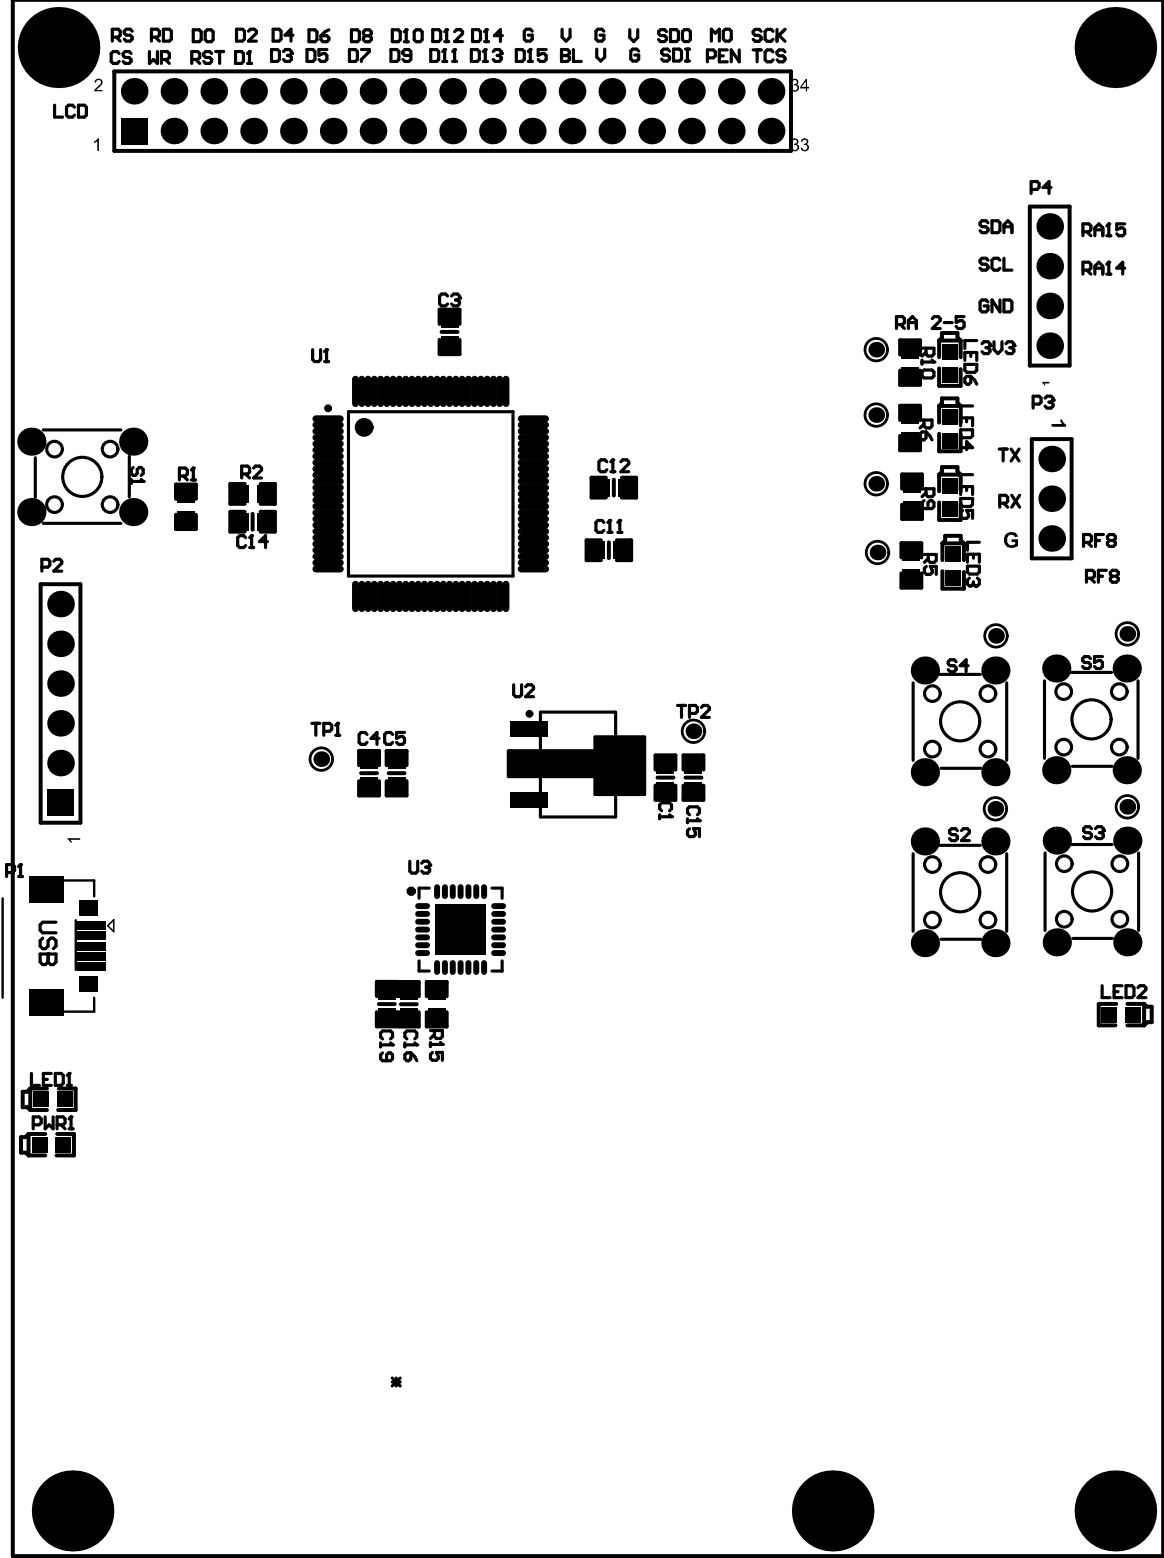 RS RD D0 D2 D4 D6 D8 D10 D12 D14 G V G V SDO MO SCK
CS WR RST D1 D3 D5 D7 D9 D11 D13 D15 BL V G SDI PEN TCS
2 34
LCD
1 33
P4
SDA RA15
SCL RA14
GND
3V3
1
C3
U1
RA 2-5
R10 LED6
R6 LED4
R9 LED5
R5 LED3
P3
1
TX
RX
G RF8
RF8
S1
R1 R2
C14
C12
C11
P2
1
S4 S5
U2
TP1 TP2
C4 C5
C1 C15
S2 S3
U3
P1
USB
C19 C16 R15
LED2
LED1
PWR1
*